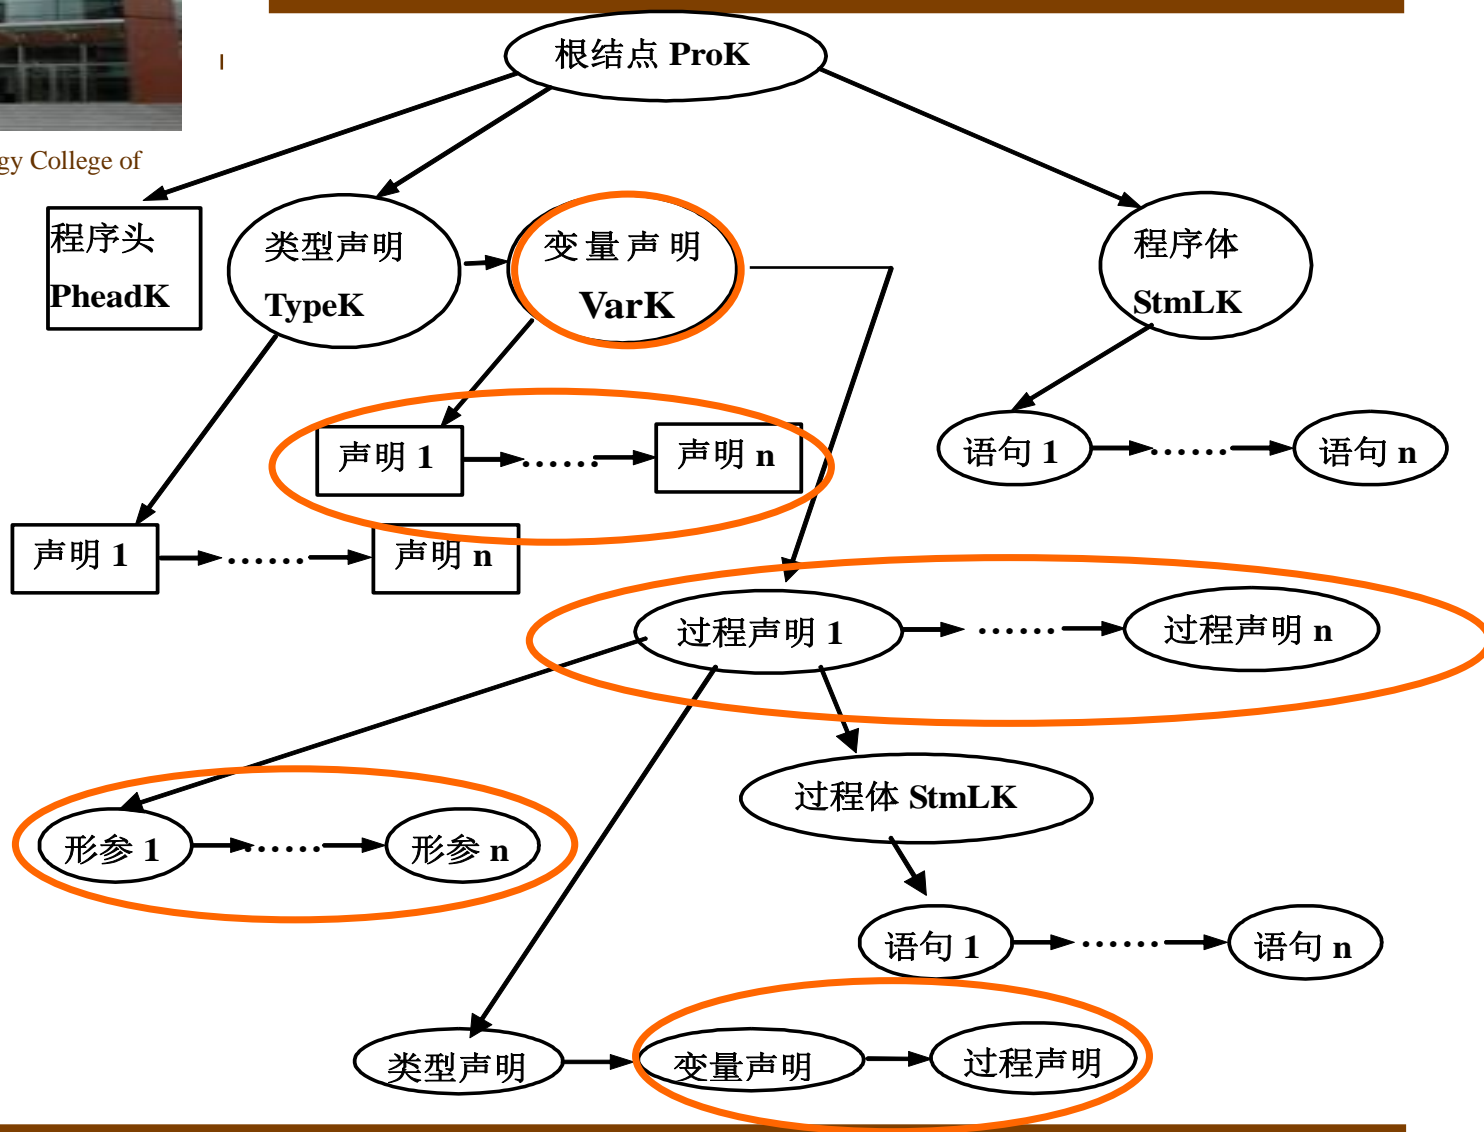 根结点 ProK
gy College of
程序头
PheadK
类型声明
TypeK
变量声明
VarK
程序体
StmLK
声明 1
......
声明 n
语句 1
......
语句 n
声明 1
......
声明 n
过程声明 1
......
过程声明 n
过程体 StmLK
形参 1
......
形参 n
语句 1
......
语句 n
类型声明
变量声明
过程声明